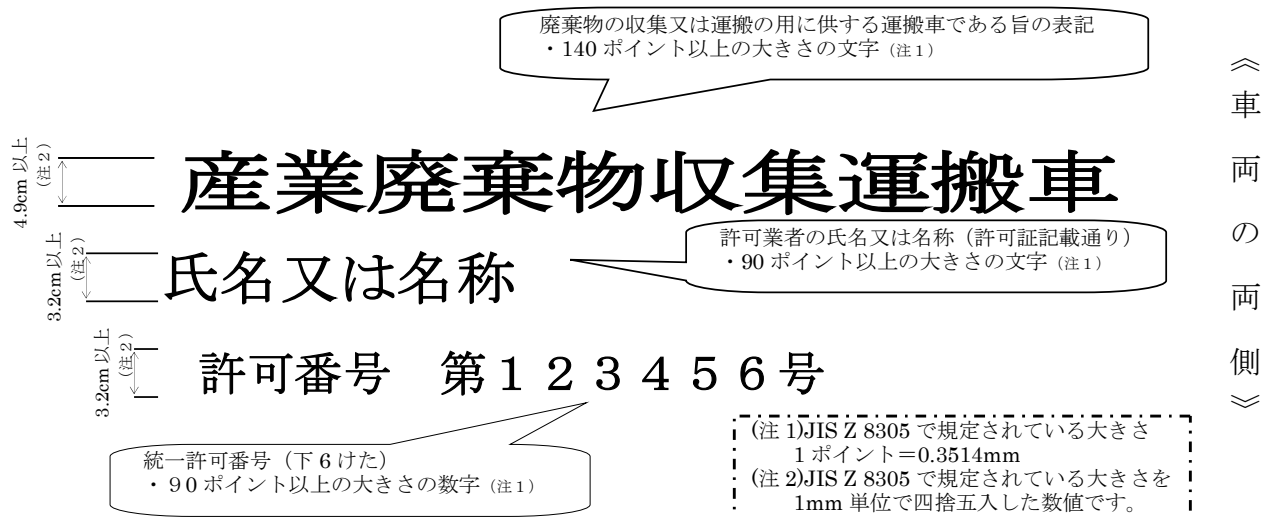 廃棄物の収集又は運搬の用に供する運搬車である旨の表記
・140 ポイント以上の大きさの文字（注１）
4.9cm 以上
（注２）
産業廃棄物収集運搬車
許可業者の氏名又は名称（許可証記載通り）
・90 ポイント以上の大きさの文字（注１）
3.2cm 以上
（注２）
氏名又は名称
3.2cm 以上
（注２）
許可番号　第１２３４５６号
統一許可番号（下 6 けた）
・９０ポイント以上の大きさの数字（注１）
(注 1)JIS Z 8305 で規定されている大きさ
1 ポイント＝0.3514mm
(注 2)JIS Z 8305 で規定されている大きさを
1mm 単位で四捨五入した数値です。
≪車両の両側≫